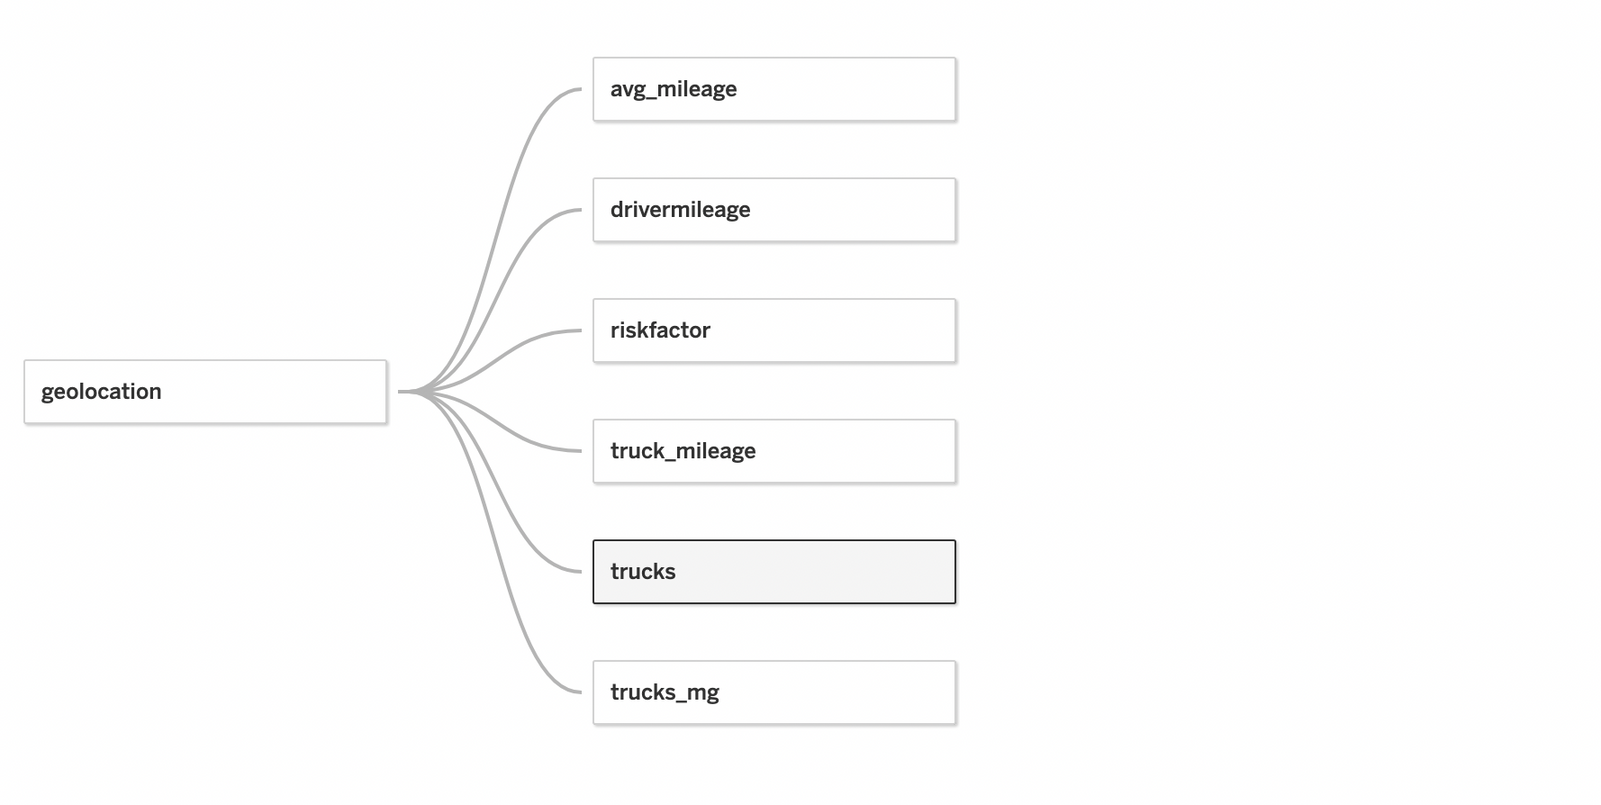 geolocation
avg_mileage
drivermileage
riskfactor
truck_mileage
trucks
trucks_mg